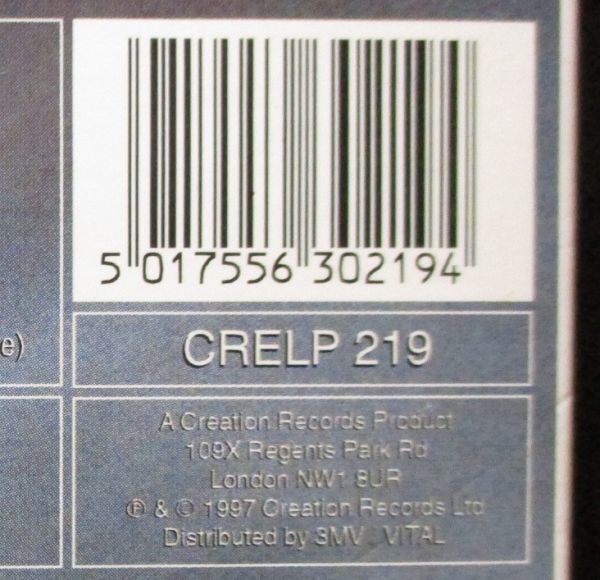 5 017556 302194
e)
CRELP 219
A Creation Records Product
109X Regents Park Rd
London NW1 8UR
℗ & © 1997 Creation Records Ltd
Distributed by 3MV / VITAL